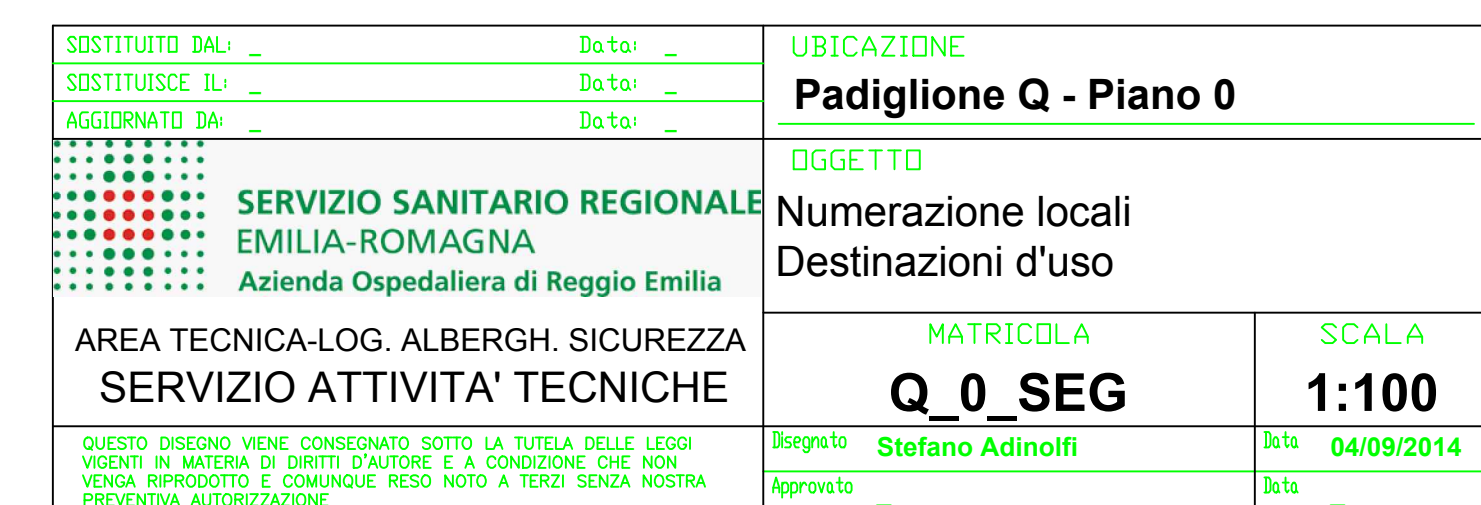 SOSTITUITO DAL: _ Data: _
SOSTITUISCE IL: _ Data: _
AGGIORNATO DA: _ Data: _
UBICAZIONE
Padiglione Q - Piano 0
SERVIZIO SANITARIO REGIONALE
EMILIA-ROMAGNA
Azienda Ospedaliera di Reggio Emilia
OGGETTO
Numerazione locali
Destinazioni d'uso
AREA TECNICA-LOG. ALBERGH. SICUREZZA
SERVIZIO ATTIVITA' TECNICHE
MATRICOLA
Q_0_SEG
SCALA
1:100
QUESTO DISEGNO VIENE CONSEGNATO SOTTO LA TUTELA DELLE LEGGI
VIGENTI IN MATERIA DI DIRITTI D'AUTORE E A CONDIZIONE CHE NON
VENGA RIPRODOTTO E COMUNQUE RESO NOTO A TERZI SENZA NOSTRA
PREVENTIVA AUTORIZZAZIONE
Disegnato Stefano Adinolfi Data 04/09/2014
Approvato Data